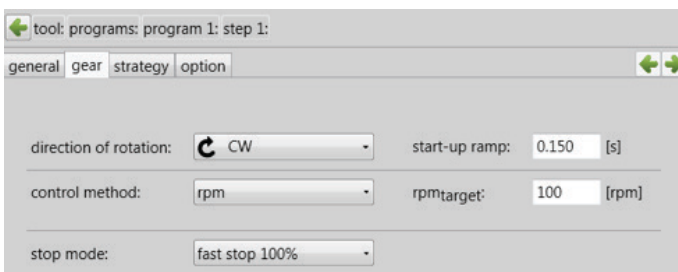 tool: programs: program 1: step 1:
general gear strategy option
direction of rotation: CW start-up ramp: 0.150 [s]
control method: rpm rpmtarget: 100 [rpm]
stop mode: fast stop 100%